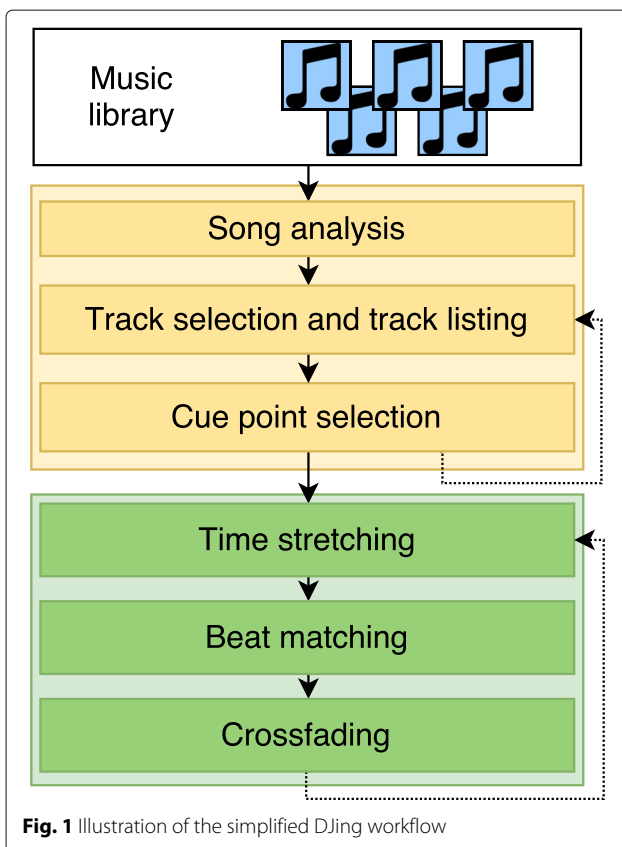 Music
library
Song analysis
Track selection and track listing
Cue point selection
Time stretching
Beat matching
Crossfading
Fig. 1 Illustration of the simplified DJing workflow